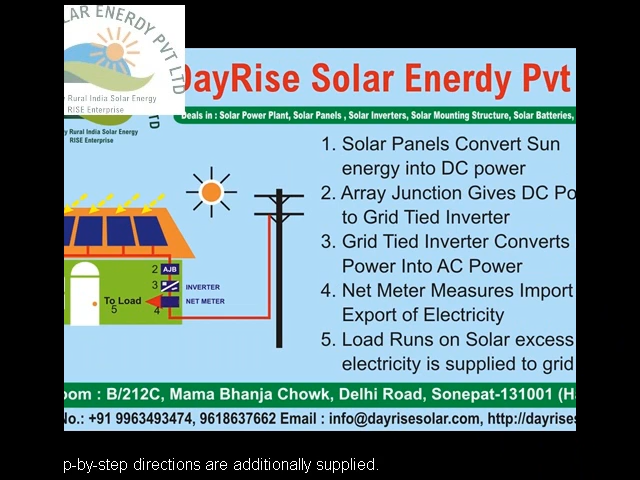 LAR ENERDY PVT LTD
y Rural India Solar Energy
RISE Enterprise
DayRise Solar Enerdy Pvt
Deals in : Solar Power Plant, Solar Panels , Solar Inverters, Solar Mounting Structure, Solar Batteries,
LTD
y Rural India Solar Energy
RISE Enterprise
1. Solar Panels Convert Sun
energy into DC power
2. Array Junction Gives DC Po
to Grid Tied Inverter
3. Grid Tied Inverter Converts
Power Into AC Power
4. Net Meter Measures Import
Export of Electricity
5. Load Runs on Solar excess
electricity is supplied to grid
2 AJB
3 INVERTER
NET METER
To Load
5
4
oom : B/212C, Mama Bhanja Chowk, Delhi Road, Sonepat-131001 (Ha
No.: +91 9963493474, 9618637662 Email : info@dayrisesolar.com, http://dayrises
p-by-step directions are additionally supplied.